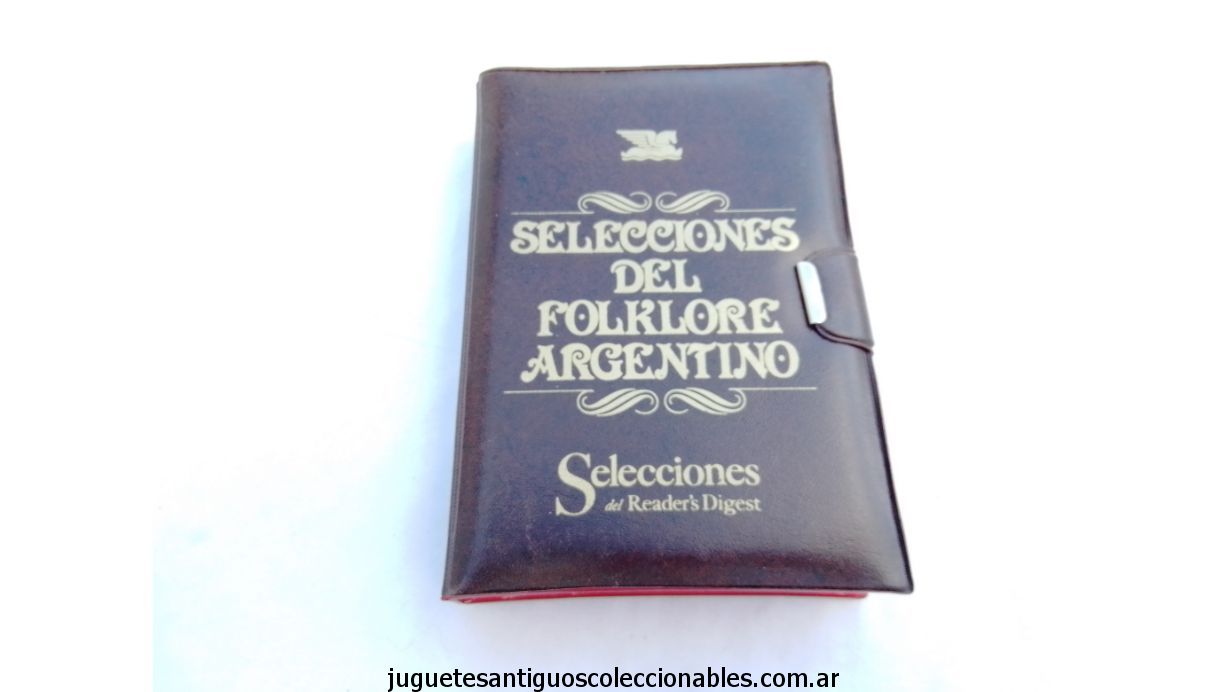 SELECCIONES
DEL
FOLKLORE
ARGENTINO
Selecciones
del Reader's Digest
juguetesantiguoscoleccionables.com.ar